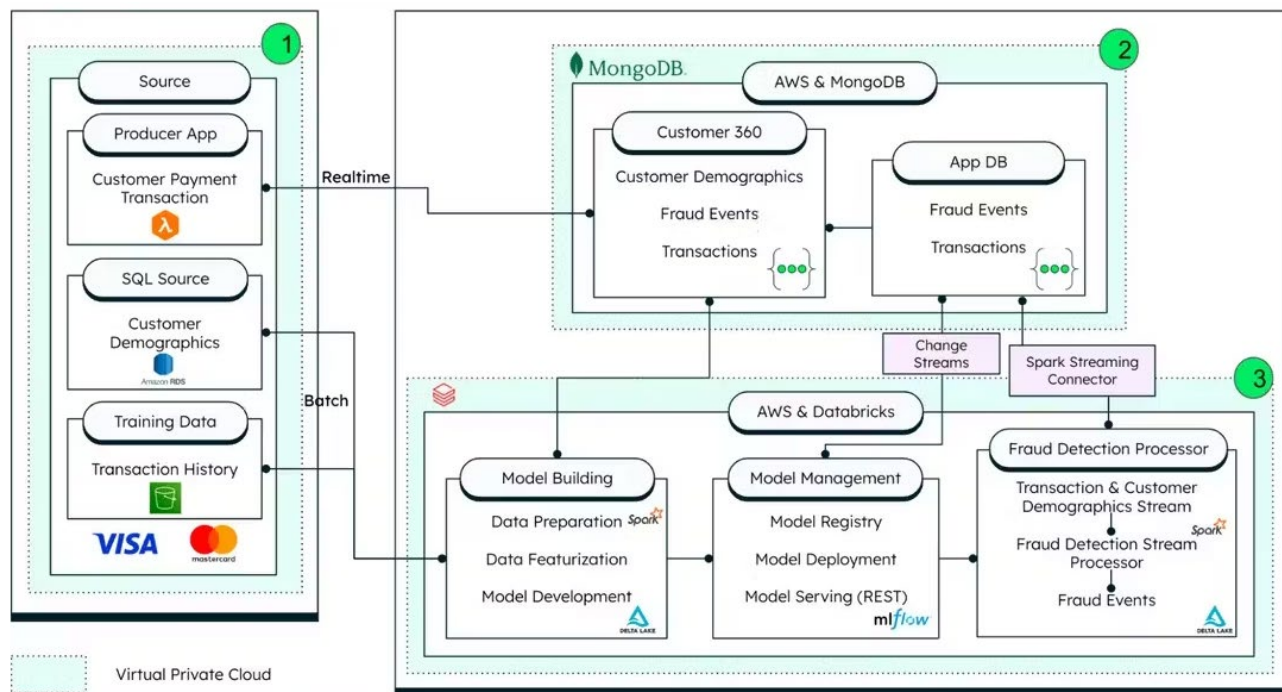 1
Source
Producer App
Customer Payment
Transaction
λ
SQL Source
Customer
Demographics
Amazon RDS
Training Data
Transaction History
VISA
mastercard
Realtime
Batch
2
MongoDB.
AWS & MongoDB
Customer 360
Customer Demographics
Fraud Events
Transactions
App DB
Fraud Events
Transactions
Change
Streams
Spark Streaming
Connector
3
AWS & Databricks
Model Building
Data Preparation
Spark
Data Featurization
Model Development
DELTA LAKE
Model Management
Model Registry
Model Deployment
Model Serving (REST)
mlflow
Fraud Detection Processor
Transaction & Customer
Demographics Stream
Spark
Fraud Detection Stream
Processor
Fraud Events
DELTA LAKE
Virtual Private Cloud